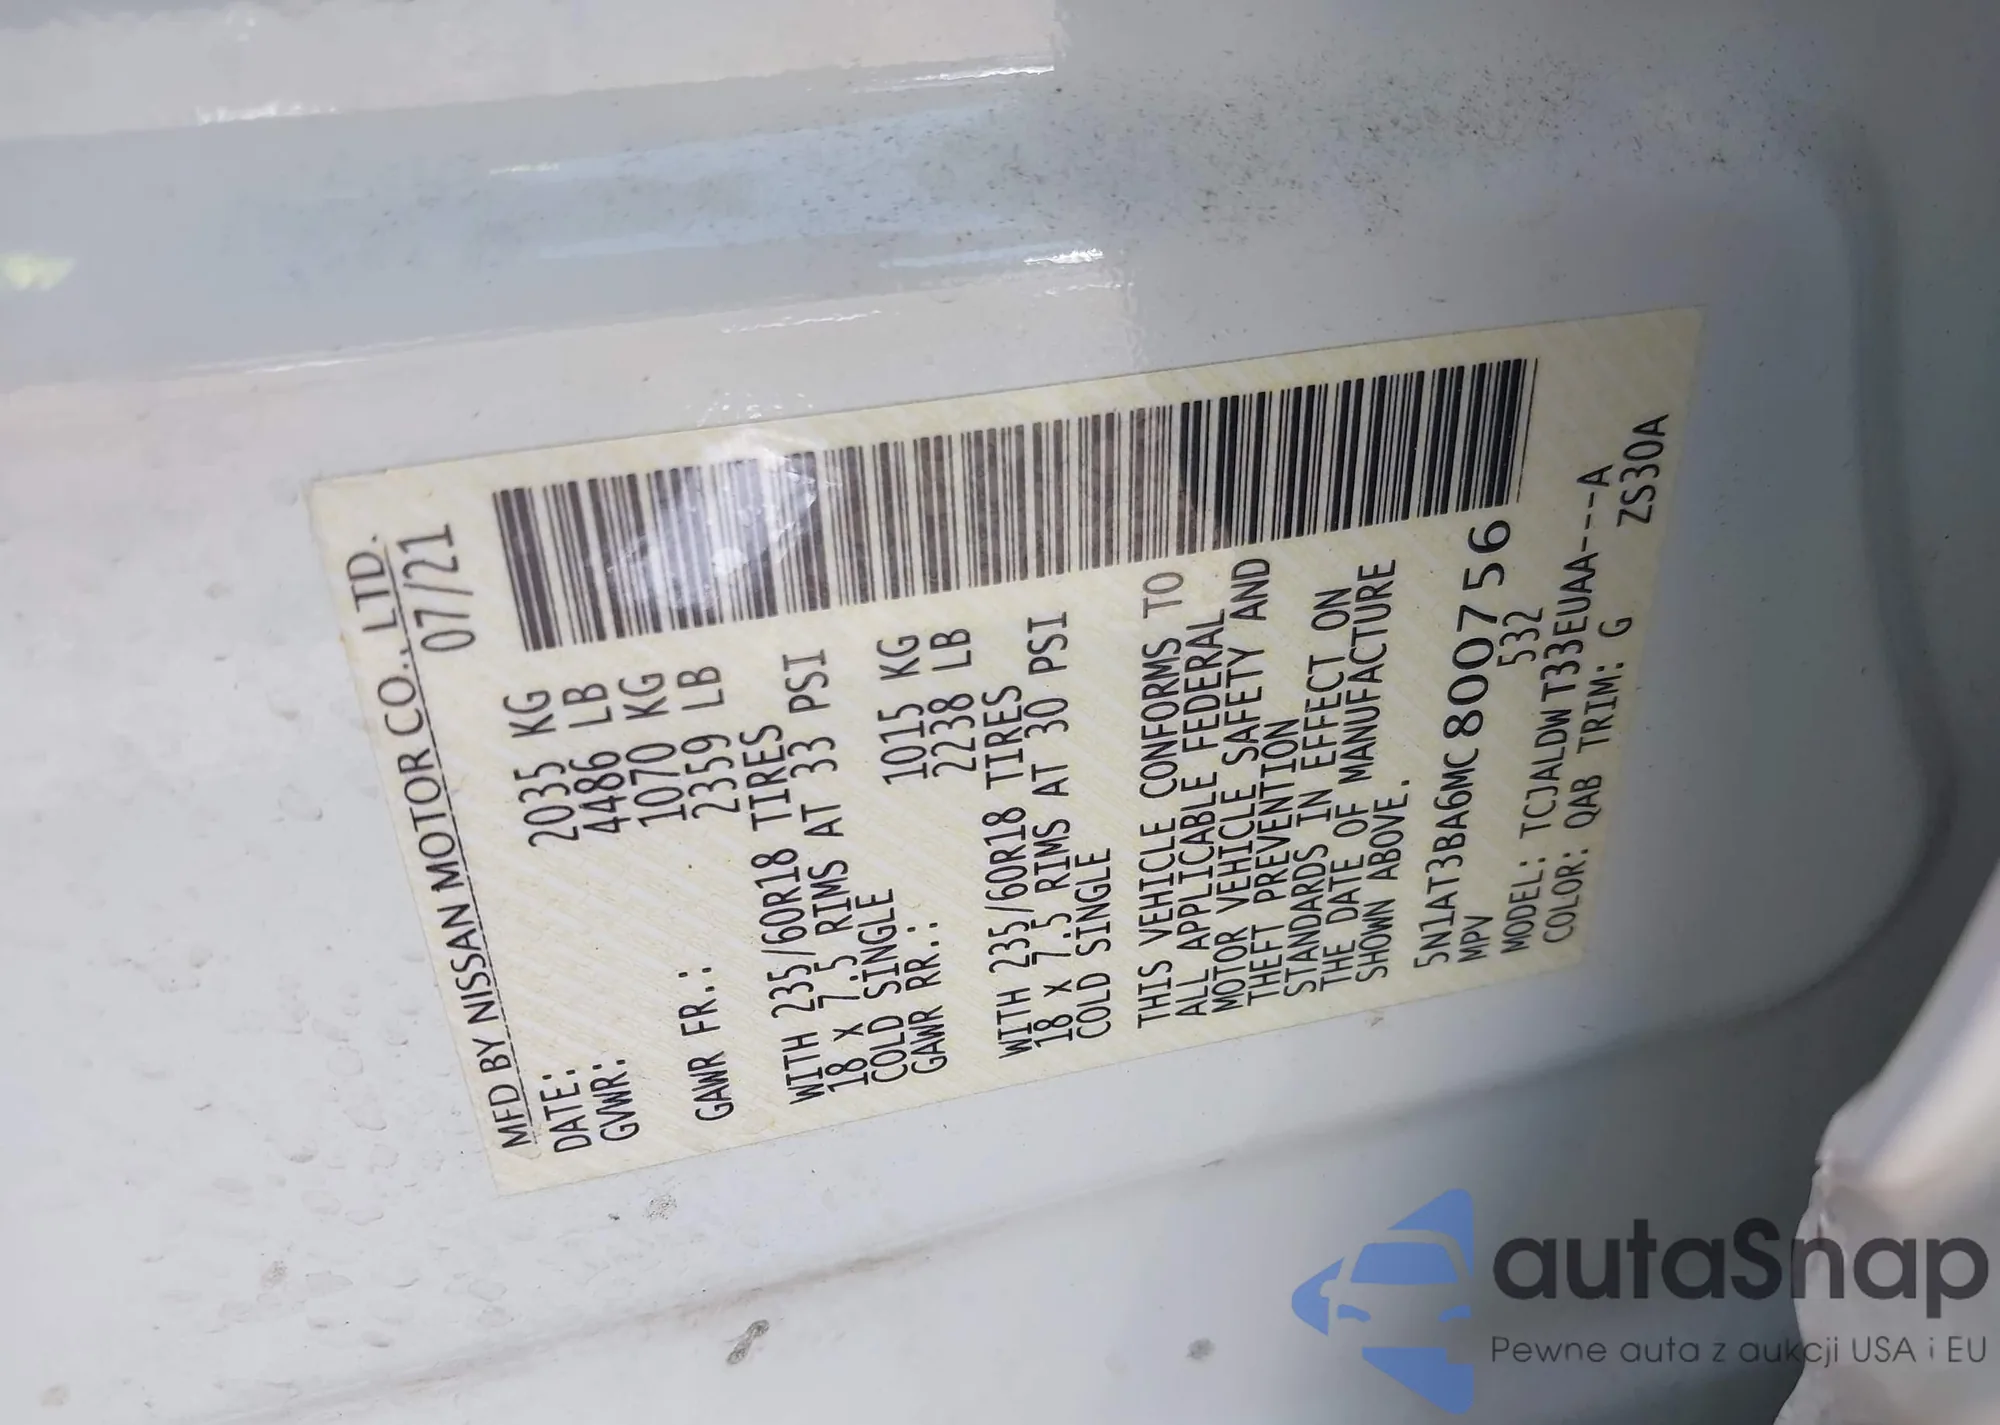 MFD BY NISSAN MOTOR CO., LTD.
DATE: 07/21
GVWR: 2035 KG
4486 LB
GAWR FR.: 1070 KG
2359 LB
WITH 235/60R18 TIRES
18 x 7.5 RIMS AT 33 PSI
COLD SINGLE
GAWR RR.: 1015 KG
2238 LB
WITH 235/60R18 TIRES
18 x 7.5 RIMS AT 30 PSI
COLD SINGLE
THIS VEHICLE CONFORMS TO
ALL APPLICABLE FEDERAL
MOTOR VEHICLE SAFETY AND
THEFT PREVENTION
STANDARDS IN EFFECT ON
THE DATE OF MANUFACTURE
SHOWN ABOVE.
5N1AT3BA6MC800756
MPV 532
MODEL: TCJALDWT33EUAA---A
COLOR: QAB TRIM: G ZS30A
autaSnap
Pewne auta z aukcji USA i EU